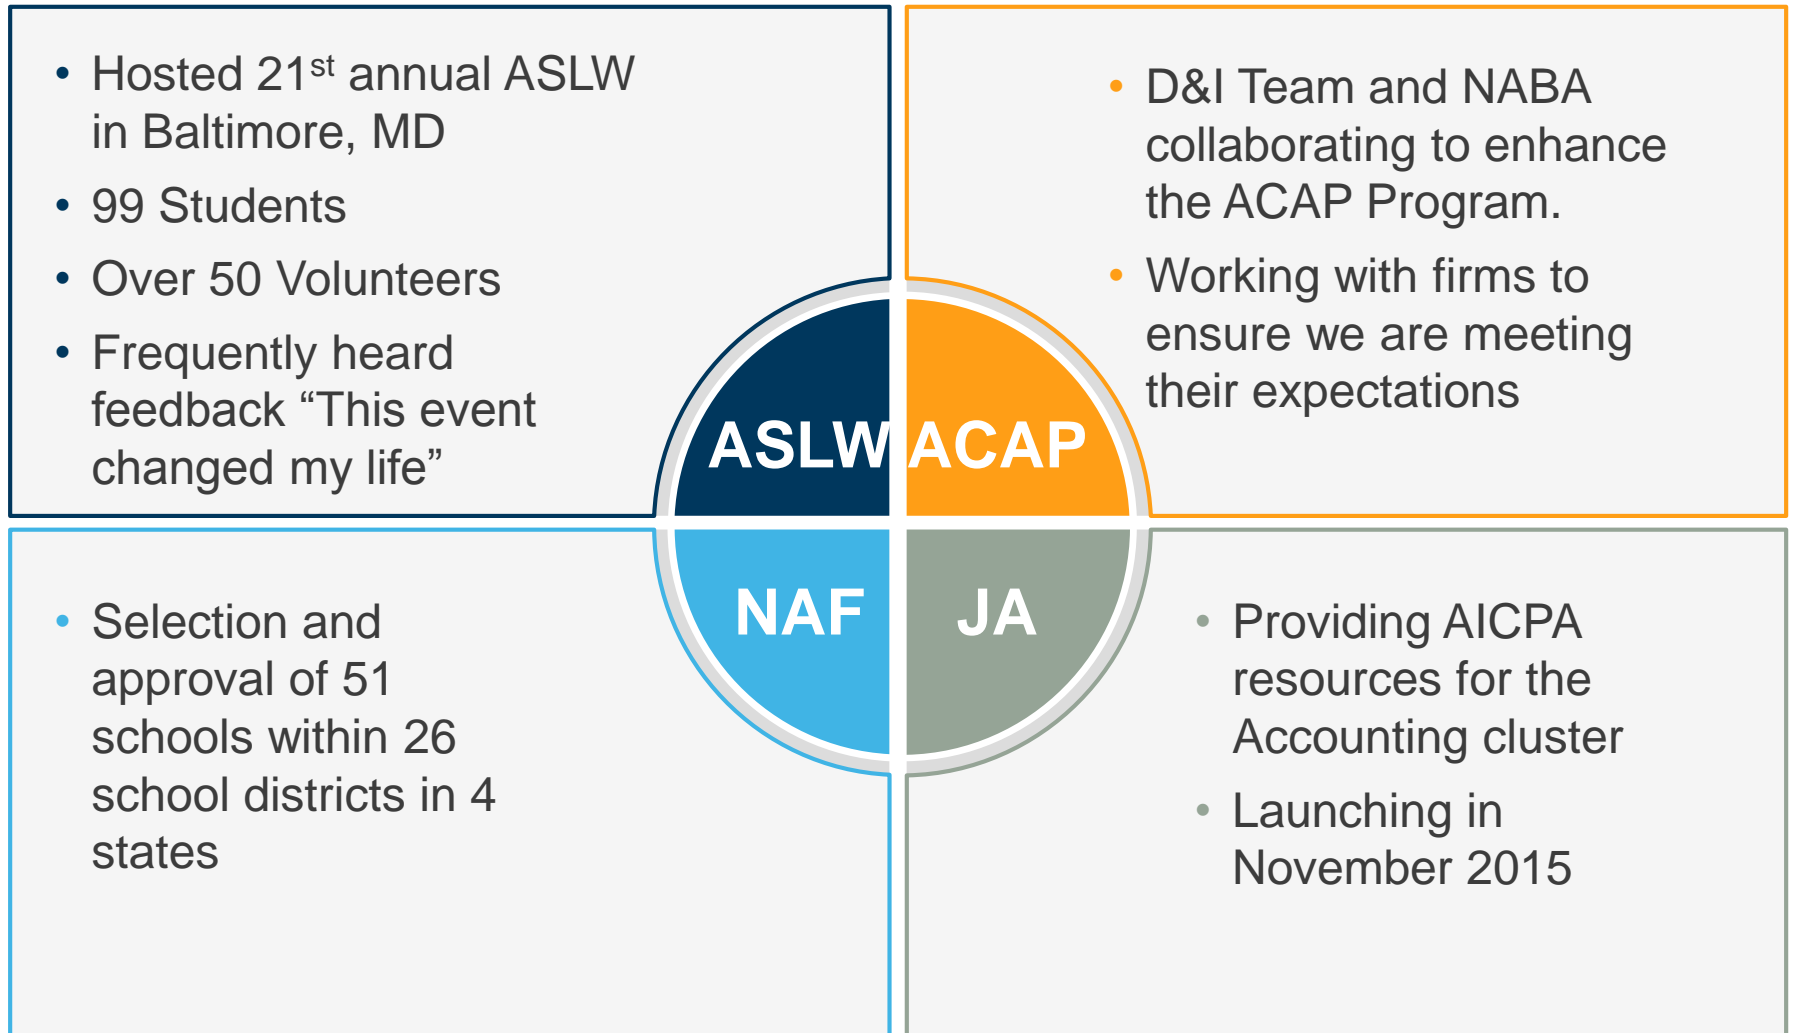 • Hosted 21st annual ASLW
in Baltimore, MD
• 99 Students
• Over 50 Volunteers
• Frequently heard
feedback “This event
changed my life”
• D&I Team and NABA
collaborating to enhance
the ACAP Program.
• Working with firms to
ensure we are meeting
their expectations
ASLW
ACAP
NAF
JA
• Selection and
approval of 51
schools within 26
school districts in 4
states
• Providing AICPA
resources for the
Accounting cluster
• Launching in
November 2015